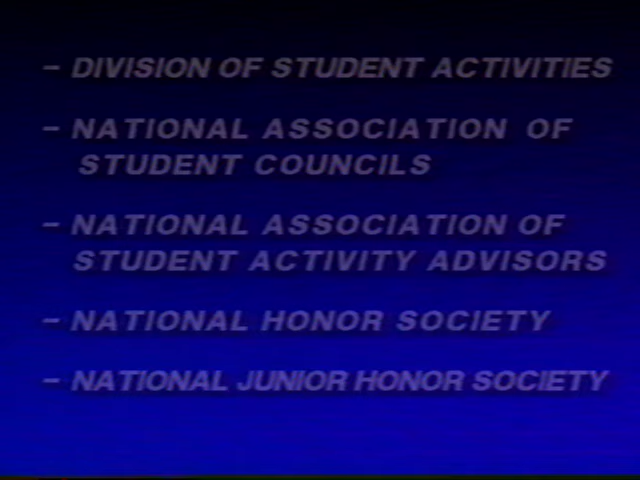 – DIVISION OF STUDENT ACTIVITIES
– NATIONAL ASSOCIATION OF
STUDENT COUNCILS
– NATIONAL ASSOCIATION OF
STUDENT ACTIVITY ADVISORS
– NATIONAL HONOR SOCIETY
– NATIONAL JUNIOR HONOR SOCIETY